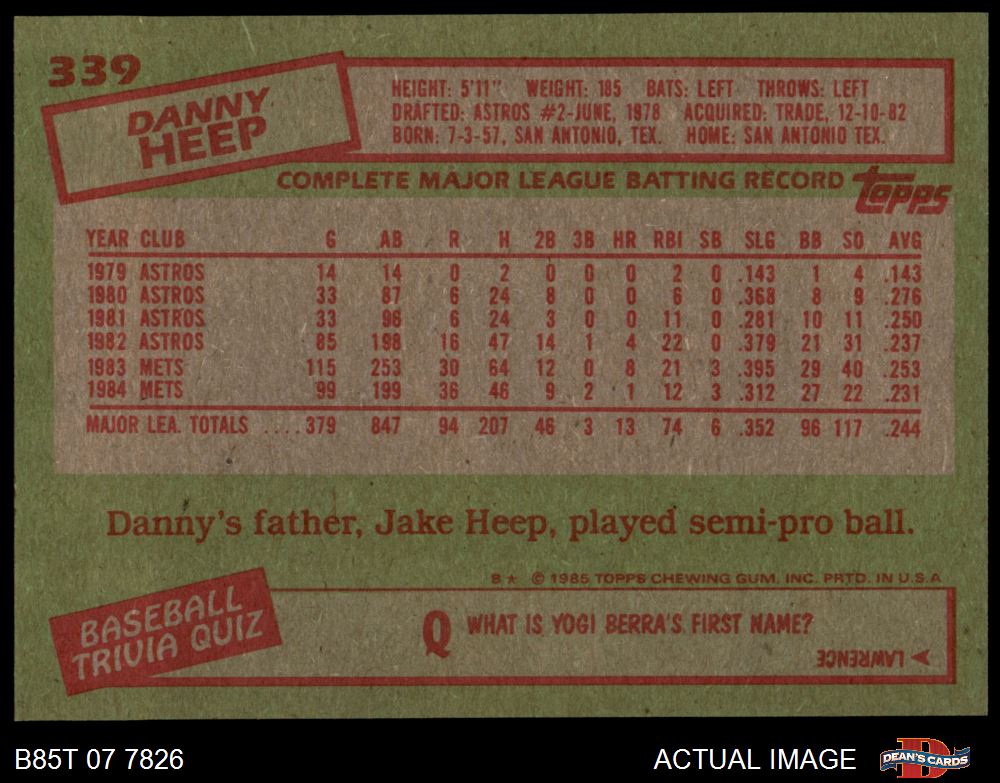 339
DANNY
HEEP
HEIGHT: 5'11" WEIGHT: 185 BATS: LEFT THROWS: LEFT
DRAFTED: ASTROS #2-JUNE, 1978 ACQUIRED: TRADE, 12-10-82
BORN: 7-3-57, SAN ANTONIO, TEX. HOME: SAN ANTONIO TEX.
COMPLETE MAJOR LEAGUE BATTING RECORD topps
YEAR CLUB G AB R H 2B 3B HR RBI SB SLG BB SO AVG
1979 ASTROS 14 14 0 2 0 0 0 2 0 .143 1 4 .143
1980 ASTROS 33 87 6 24 8 0 0 6 0 .368 8 9 .276
1981 ASTROS 33 96 6 24 3 0 0 11 0 .281 10 11 .250
1982 ASTROS 85 198 16 47 14 1 4 22 0 .379 21 31 .237
1983 METS 115 253 30 64 12 0 8 21 3 .395 29 40 .253
1984 METS 99 199 36 46 9 2 1 12 3 .312 27 22 .231
MAJOR LEA. TOTALS ....379 847 94 207 46 3 13 74 6 .352 96 117 .244
Danny's father, Jake Heep, played semi-pro ball.
B★ © 1985 TOPPS CHEWING GUM, INC. PRTD. IN U.S.A
BASEBALL
TRIVIA QUIZ
Q WHAT IS YOGI BERRA'S FIRST NAME?
LAWRENCE
B85T 07 7826 ACTUAL IMAGE DEAN'S CARDS